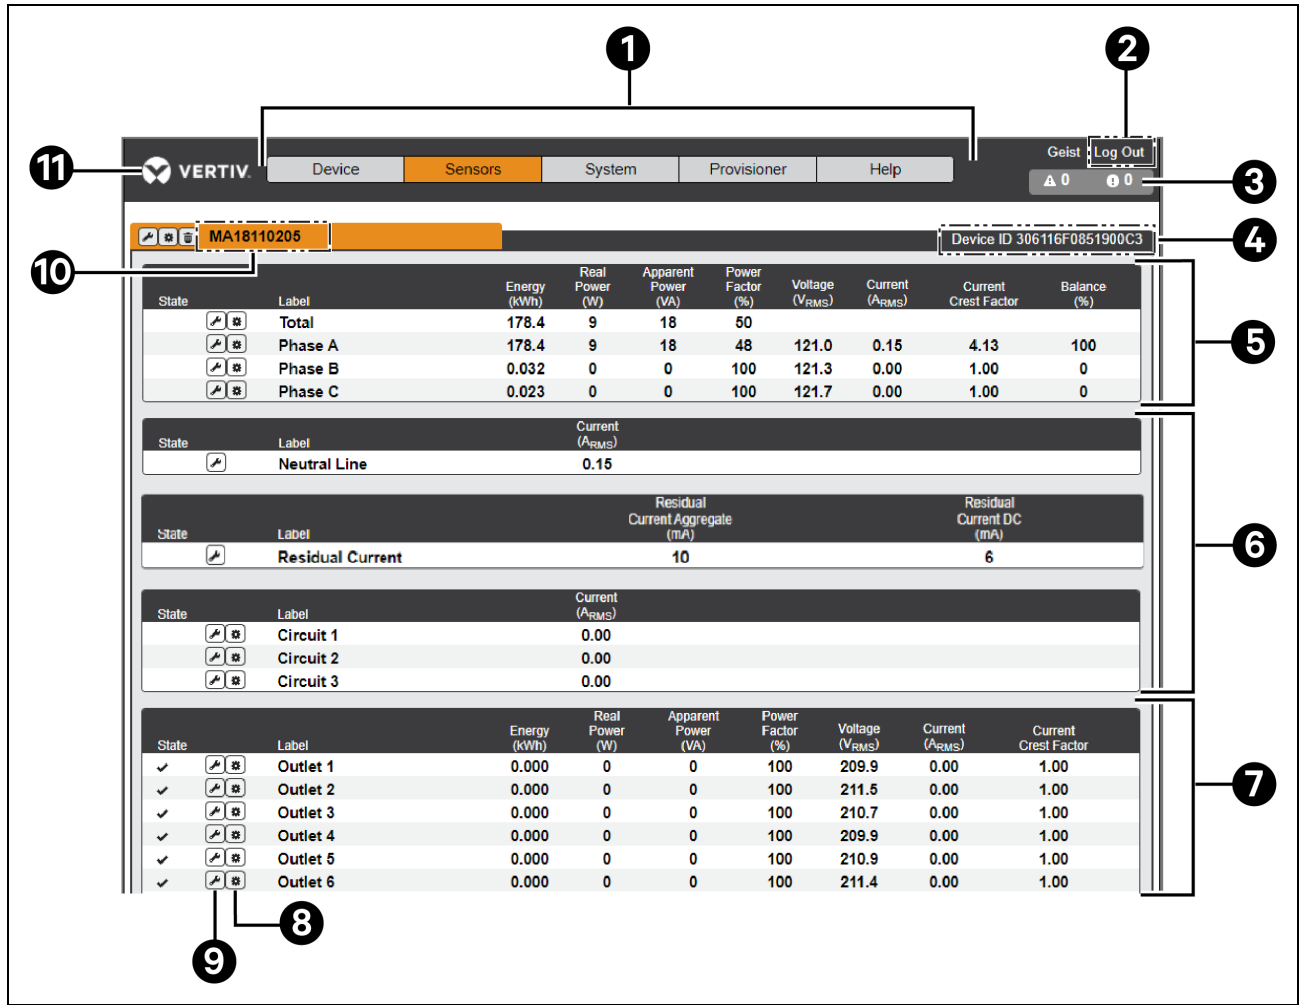 1
2
VERTIV.
Device Sensors System Provisioner Help
Geist Log Out
0 0
11
3
MA18110205
Device ID 306116F0851900C3
4
10
State Label Energy (kWh) Real Power (W) Apparent Power (VA) Power Factor (%) Voltage (VRMS) Current (ARMS) Current Crest Factor Balance (%)
Total 178.4 9 18 50
Phase A 178.4 9 18 48 121.0 0.15 4.13 100
Phase B 0.032 0 0 100 121.3 0.00 1.00 0
Phase C 0.023 0 0 100 121.7 0.00 1.00 0
5
State Label Current (ARMS)
Neutral Line 0.15
State Label Residual Current Aggregate (mA) Residual Current DC (mA)
Residual Current 10 6
6
State Label Current (ARMS)
Circuit 1 0.00
Circuit 2 0.00
Circuit 3 0.00
State Label Energy (kWh) Real Power (W) Apparent Power (VA) Power Factor (%) Voltage (VRMS) Current (ARMS) Current Crest Factor
Outlet 1 0.000 0 0 100 209.9 0.00 1.00
Outlet 2 0.000 0 0 100 211.5 0.00 1.00
Outlet 3 0.000 0 0 100 210.7 0.00 1.00
Outlet 4 0.000 0 0 100 209.9 0.00 1.00
Outlet 5 0.000 0 0 100 210.9 0.00 1.00
Outlet 6 0.000 0 0 100 211.4 0.00 1.00
7
8
9